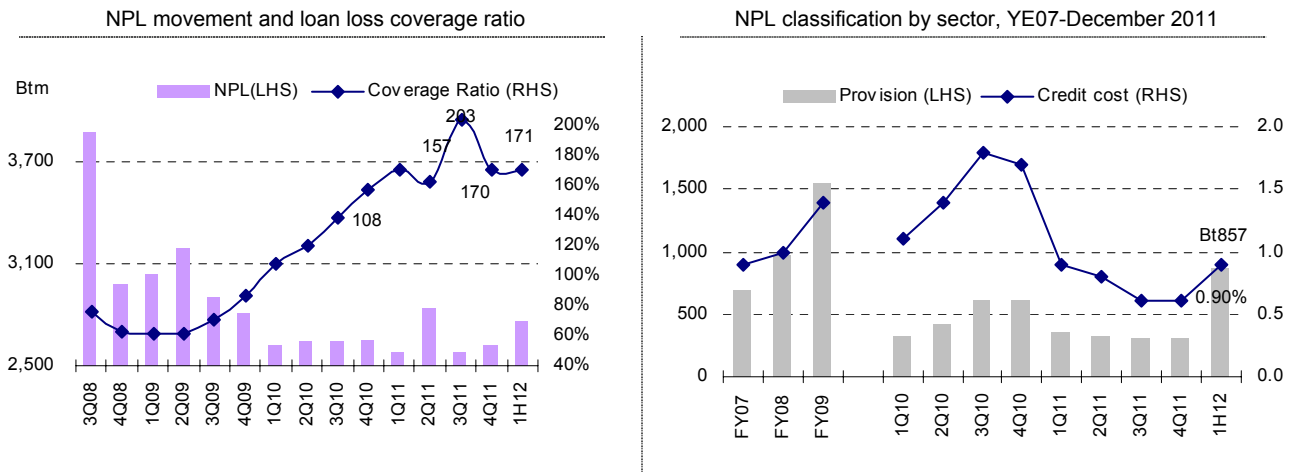 NPL movement and loan loss coverage ratio
Btm
NPL(LHS) Coverage Ratio (RHS)
3,700
3,100
2,500
200%
180%
160%
140%
120%
100%
80%
60%
40%
108
157
203
170
171
3Q08
4Q08
1Q09
2Q09
3Q09
4Q09
1Q10
2Q10
3Q10
4Q10
1Q11
2Q11
3Q11
4Q11
1H12
NPL classification by sector, YE07-December 2011
Provision (LHS) Credit cost (RHS)
2,000
1,500
1,000
500
0
2.0
1.5
1.0
0.5
0.0
Bt857
0.90%
FY07
FY08
FY09
1Q10
2Q10
3Q10
4Q10
1Q11
2Q11
3Q11
4Q11
1H12